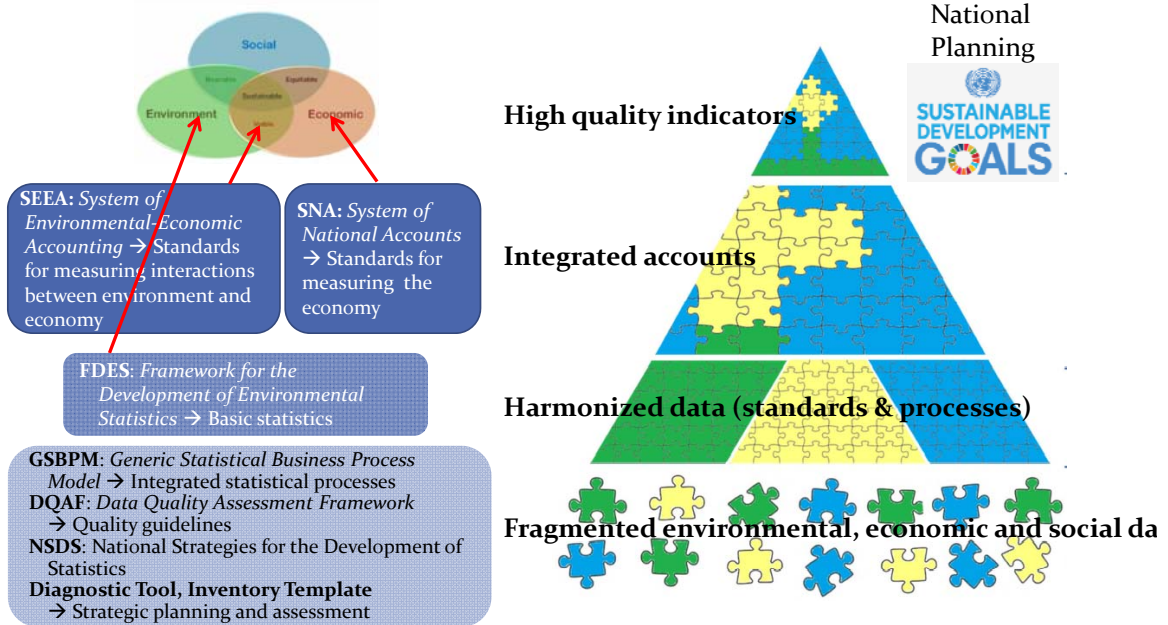 Social
Bearable
Equitable
Sustainable
Environment
Viable
Economic
SEEA: System of
Environmental-Economic
Accounting → Standards
for measuring interactions
between environment and
economy
SNA: System of
National Accounts
→ Standards for
measuring the
economy
FDES: Framework for the
Development of Environmental
Statistics → Basic statistics
GSBPM: Generic Statistical Business Process
Model → Integrated statistical processes
DQAF: Data Quality Assessment Framework
→ Quality guidelines
NSDS: National Strategies for the Development of
Statistics
Diagnostic Tool, Inventory Template
→ Strategic planning and assessment
National
Planning
SUSTAINABLE
DEVELOPMENT
GOALS
High quality indicators
Integrated accounts
Harmonized data (standards & processes)
Fragmented environmental, economic and social da